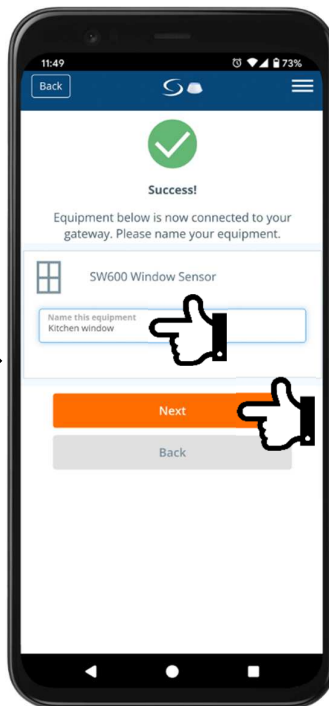 11:49
73%
Back
Success!
Equipment below is now connected to your
gateway. Please name your equipment.
SW600 Window Sensor
Name this equipment
Kitchen window
Next
Back